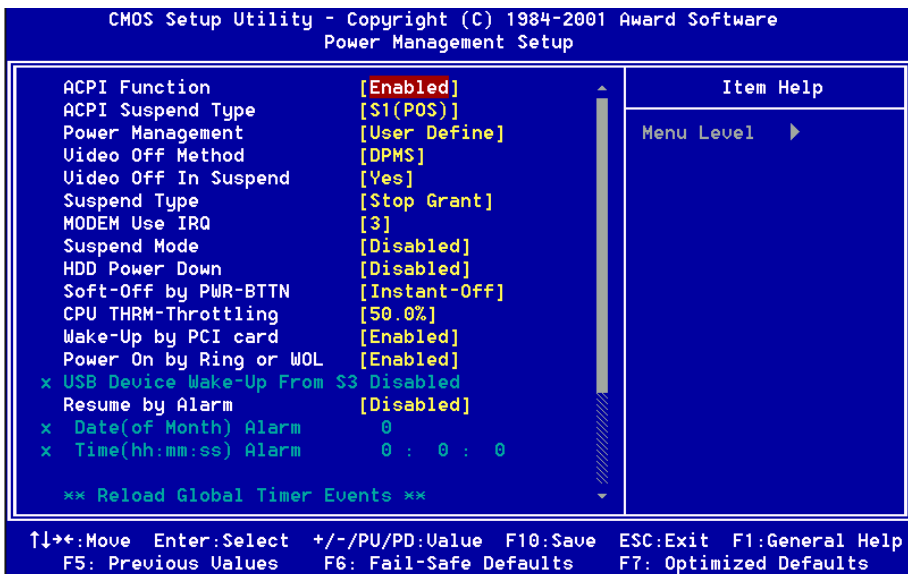 CMOS Setup Utility - Copyright (C) 1984-2001 Award Software
Power Management Setup
ACPI Function [Enabled]
ACPI Suspend Type [S1(POS)]
Power Management [User Define]
Video Off Method [DPMS]
Video Off In Suspend [Yes]
Suspend Type [Stop Grant]
MODEM Use IRQ [3]
Suspend Mode [Disabled]
HDD Power Down [Disabled]
Soft-Off by PWR-BTTN [Instant-Off]
CPU THRM-Throttling [50.0%]
Wake-Up by PCI card [Enabled]
Power On by Ring or WOL [Enabled]
x USB Device Wake-Up From S3 Disabled
Resume by Alarm [Disabled]
x Date(of Month) Alarm 0
x Time(hh:mm:ss) Alarm 0 : 0 : 0
** Reload Global Timer Events **
Item Help
Menu Level ▶
↑↓→←:Move Enter:Select +/-/PU/PD:Value F10:Save ESC:Exit F1:General Help
F5: Previous Values F6: Fail-Safe Defaults F7: Optimized Defaults